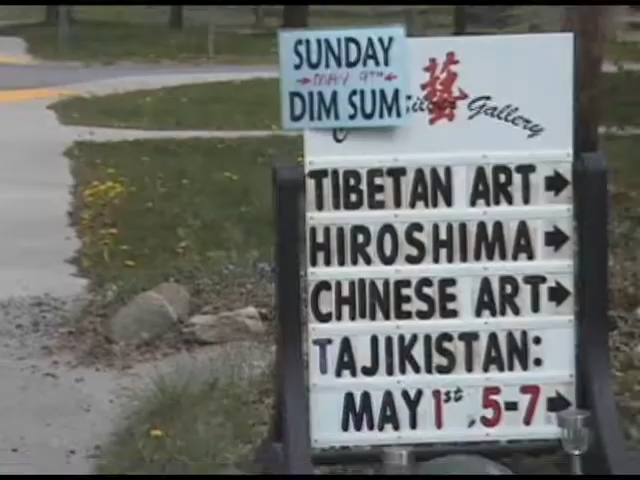 SUNDAY
MAY 9TH
DIM SUM
藝
Gallery
TIBETAN ART
HIROSHIMA
CHINESE ART
TAJIKISTAN:
MAY 1st, 5-7